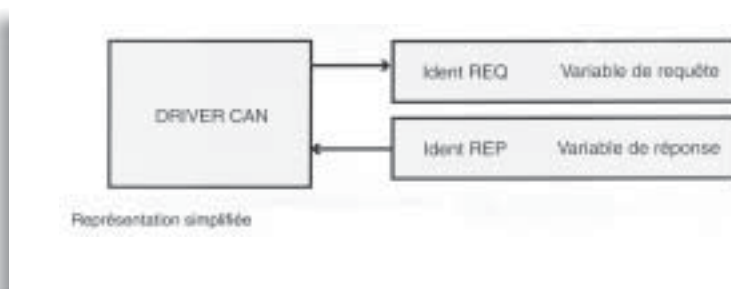 DRIVER CAN
Ident REQ Variable de requête
Ident REP Variable de réponse
Représentation simplifiée